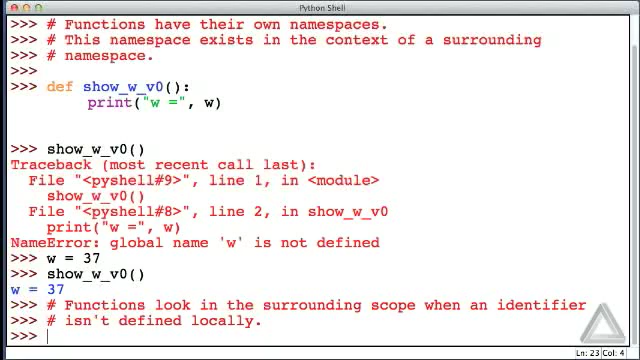 Python Shell
>>> # Functions have their own namespaces.
>>> # This namespace exists in the context of a surrounding
>>> # namespace.
>>>
>>> def show_w_v0():
print("w =", w)
>>> show_w_v0()
Traceback (most recent call last):
File "<pyshell#9>", line 1, in <module>
show_w_v0()
File "<pyshell#8>", line 2, in show_w_v0
print("w =", w)
NameError: global name 'w' is not defined
>>> w = 37
>>> show_w_v0()
w = 37
>>> # Functions look in the surrounding scope when an identifier
>>> # isn't defined locally.
>>>
Ln: 23 Col: 4